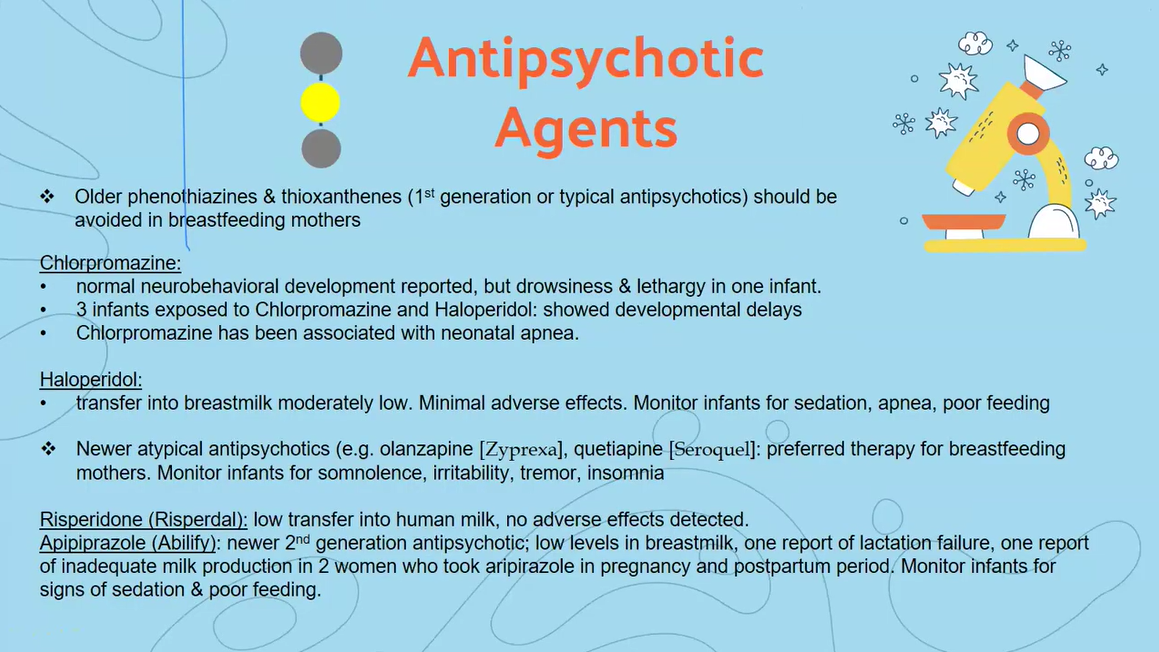 Antipsychotic
Agents
❖ Older phenothiazines & thioxanthenes (1st generation or typical antipsychotics) should be
avoided in breastfeeding mothers
Chlorpromazine:
• normal neurobehavioral development reported, but drowsiness & lethargy in one infant.
• 3 infants exposed to Chlorpromazine and Haloperidol: showed developmental delays
• Chlorpromazine has been associated with neonatal apnea.
Haloperidol:
• transfer into breastmilk moderately low. Minimal adverse effects. Monitor infants for sedation, apnea, poor feeding
❖ Newer atypical antipsychotics (e.g. olanzapine [Zyprexa], quetiapine [Seroquel]: preferred therapy for breastfeeding
mothers. Monitor infants for somnolence, irritability, tremor, insomnia
Risperidone (Risperdal): low transfer into human milk, no adverse effects detected.
Apipiprazole (Abilify): newer 2nd generation antipsychotic; low levels in breastmilk, one report of lactation failure, one report
of inadequate milk production in 2 women who took aripirazole in pregnancy and postpartum period. Monitor infants for
signs of sedation & poor feeding.